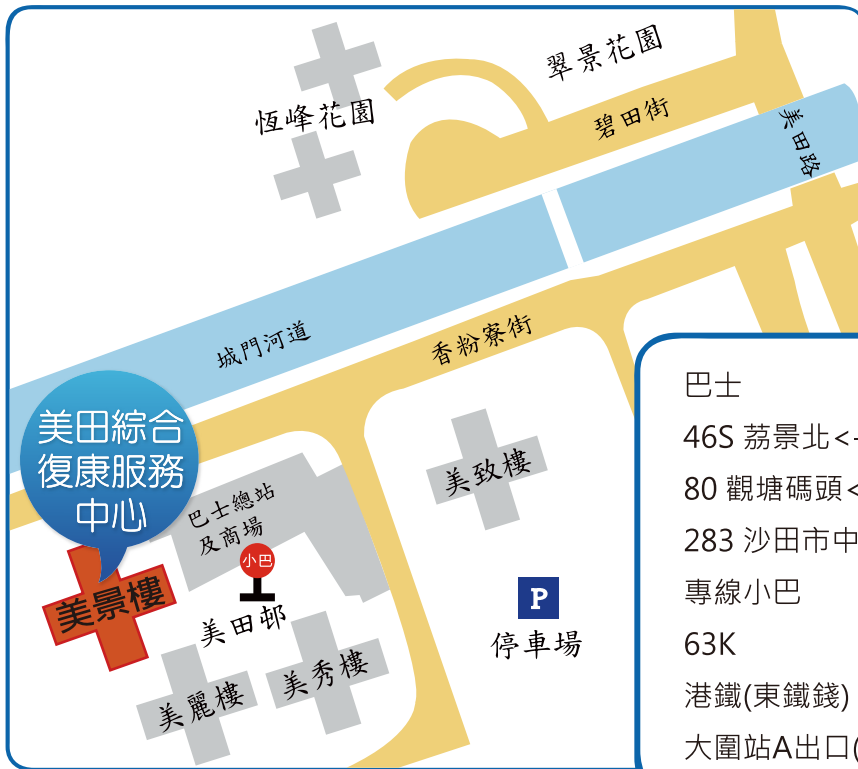 翠景花園
恆峰花園
碧田街
美田路
城門河道
香粉寮街
美田綜合
復康服務
中心
巴士總站
及商場
小巴
美致樓
美景樓
美田邨
P
停車場
美秀樓
美麗樓
巴士
46S 荔景北<-
80 觀塘碼頭<
283 沙田市中
專線小巴
63K
港鐵(東鐵錢)
大圍站A出口(